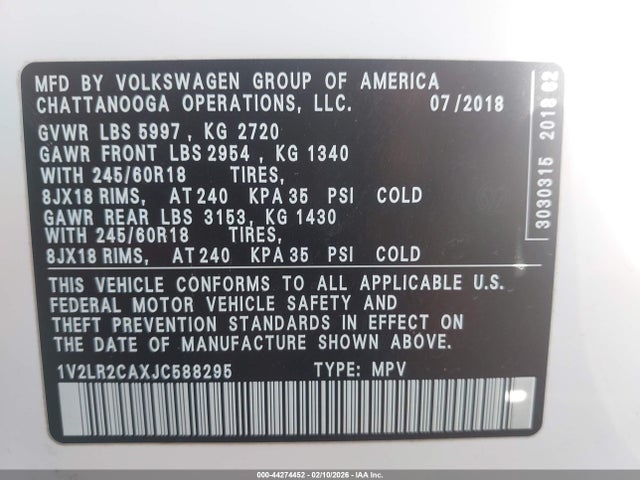 MFD BY VOLKSWAGEN GROUP OF AMERICA
CHATTANOOGA OPERATIONS, LLC. 07/2018
GVWR LBS 5997 , KG 2720
GAWR FRONT LBS 2954 , KG 1340
WITH 245/60R18 TIRES,
8JX18 RIMS, AT 240 KPA 35 PSI COLD
GAWR REAR LBS 3153, KG 1430
WITH 245/60R18 TIRES,
8JX18 RIMS, AT 240 KPA 35 PSI COLD
THIS VEHICLE CONFORMS TO ALL APPLICABLE U.S.
FEDERAL MOTOR VEHICLE SAFETY AND
THEFT PREVENTION STANDARDS IN EFFECT ON
THE DATE OF MANUFACTURE SHOWN ABOVE.
1V2LR2CAXJC588295 TYPE: MPV
3030315 2018 02
000-44274452 - 02/10/2026 - IAA Inc.